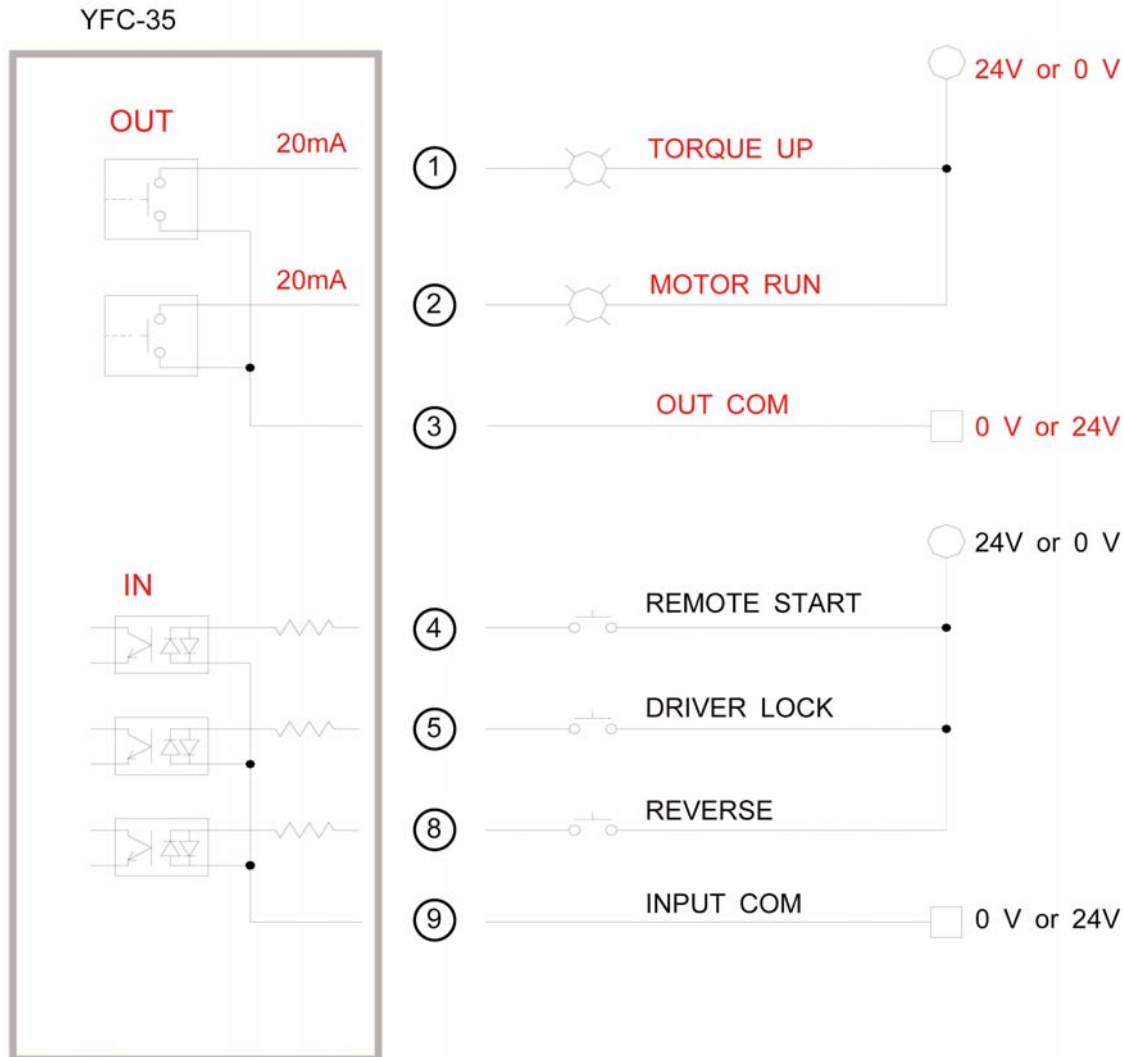 YFC-35
24V or 0 V
OUT
20mA
1
TORQUE UP
20mA
2
MOTOR RUN
3
OUT COM
0 V or 24V
24V or 0 V
IN
4
REMOTE START
5
DRIVER LOCK
8
REVERSE
9
INPUT COM
0 V or 24V